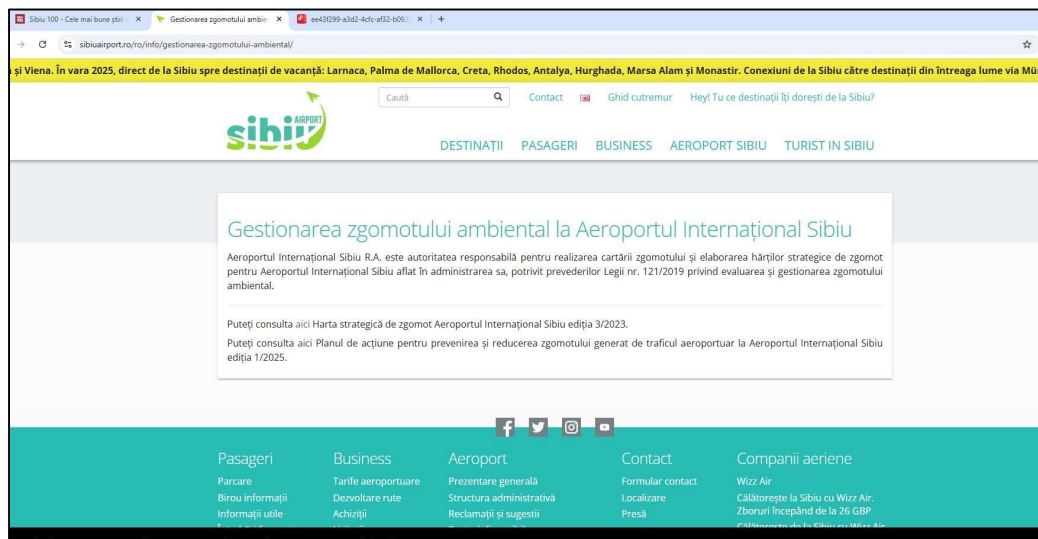 Sibiu 100 - Cele mai bune știri d
Gestionarea zgomotului ambien
ee43f299-a3d2-4cfc-af32-b093
sibiuairport.ro/ro/info/gestionarea-zgomotului-ambiental/
și Viena. În vara 2025, direct de la Sibiu spre destinații de vacanță: Larnaca, Palma de Mallorca, Creta, Rhodos, Antalya, Hurghada, Marsa Alam și Monastir. Conexiuni de la Sibiu către destinații din întreaga lume via Mün
sibiu AIRPORT
Caută
Contact
Ghid cutremur
Hey! Tu ce destinații îți dorești de la Sibiu?
DESTINAȚII PASAGERI BUSINESS AEROPORT SIBIU TURIST IN SIBIU
Gestionarea zgomotului ambiental la Aeroportul Internațional Sibiu
Aeroportul Internațional Sibiu R.A. este autoritatea responsabilă pentru realizarea cartării zgomotului și elaborarea hărților strategice de zgomot
pentru Aeroportul Internațional Sibiu aflat în administrarea sa, potrivit prevederilor Legii nr. 121/2019 privind evaluarea și gestionarea zgomotului
ambiental.
Puteți consulta aici Harta strategică de zgomot Aeroportul Internațional Sibiu ediția 3/2023.
Puteți consulta aici Planul de acțiune pentru prevenirea și reducerea zgomotului generat de traficul aeroportuar la Aeroportul Internațional Sibiu
ediția 1/2025.
Pasageri
Parcare
Birou informații
Informații utile
Business
Tarife aeroportuare
Dezvoltare rute
Achiziții
Aeroport
Prezentare generală
Structura administrativă
Reclamații și sugestii
Contact
Formular contact
Localizare
Presă
Companii aeriene
Wizz Air
Călătorește la Sibiu cu Wizz Air.
Zboruri începând de la 26 GBP
Călătorește de la Sibiu cu Wizz Air